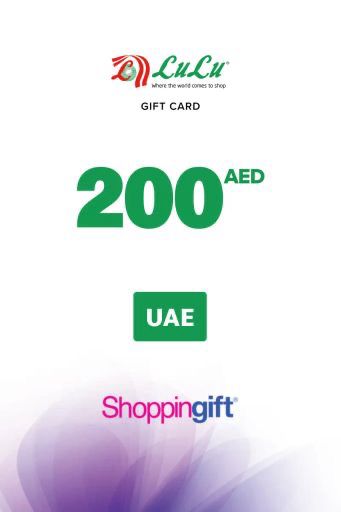 LuLu®
where the world comes to shop
GIFT CARD
200 AED
UAE
Shoppingift®